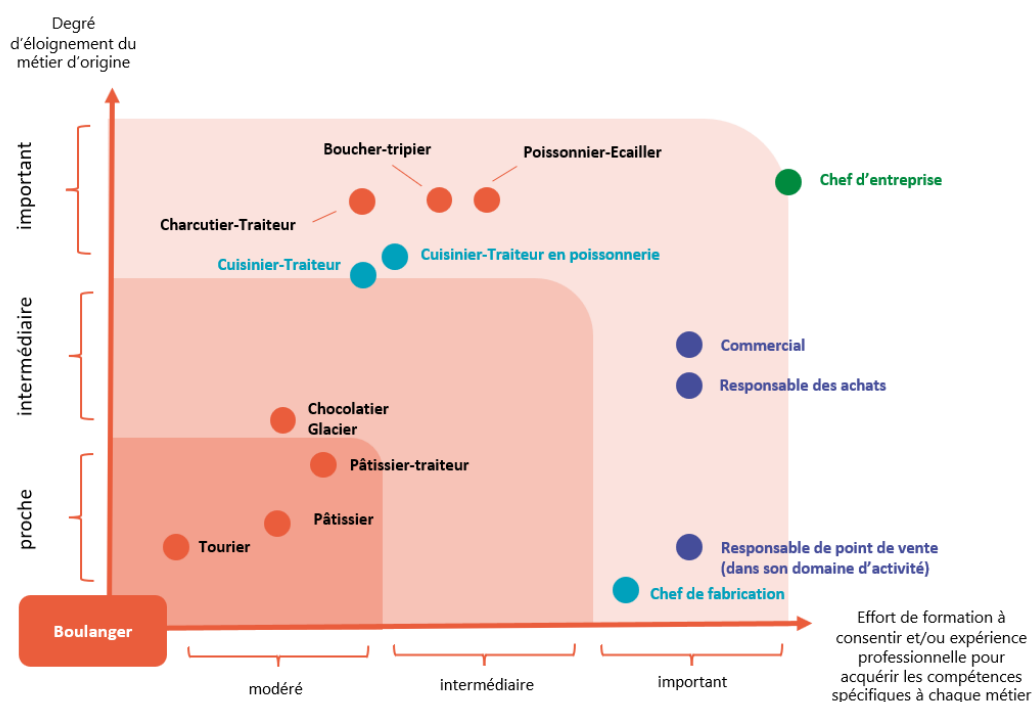 Degré
d'éloignement du
métier d'origine
important
Boucher-tripier
Poissonnier-Ecailler
Chef d'entreprise
Charcutier-Traiteur
Cuisinier-Traiteur
Cuisinier-Traiteur en poissonnerie
intermédiaire
Commercial
Responsable des achats
Chocolatier
Glacier
proche
Pâtissier-traiteur
Pâtissier
Tourier
Responsable de point de vente
(dans son domaine d'activité)
Chef de fabrication
Boulanger
modéré
intermédiaire
important
Effort de formation à
consentir et/ou expérience
professionnelle pour
acquérir les compétences
spécifiques à chaque métier